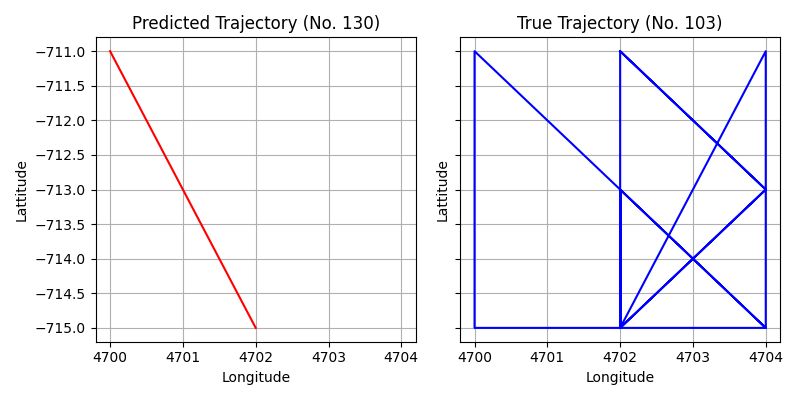 Predicted Trajectory (No. 130)
−711.0
−711.5
−712.0
−712.5
−713.0
−713.5
−714.0
−714.5
−715.0
Lattitude
4700 4701 4702 4703 4704
Longitude
True Trajectory (No. 103)
Lattitude
4700 4701 4702 4703 4704
Longitude